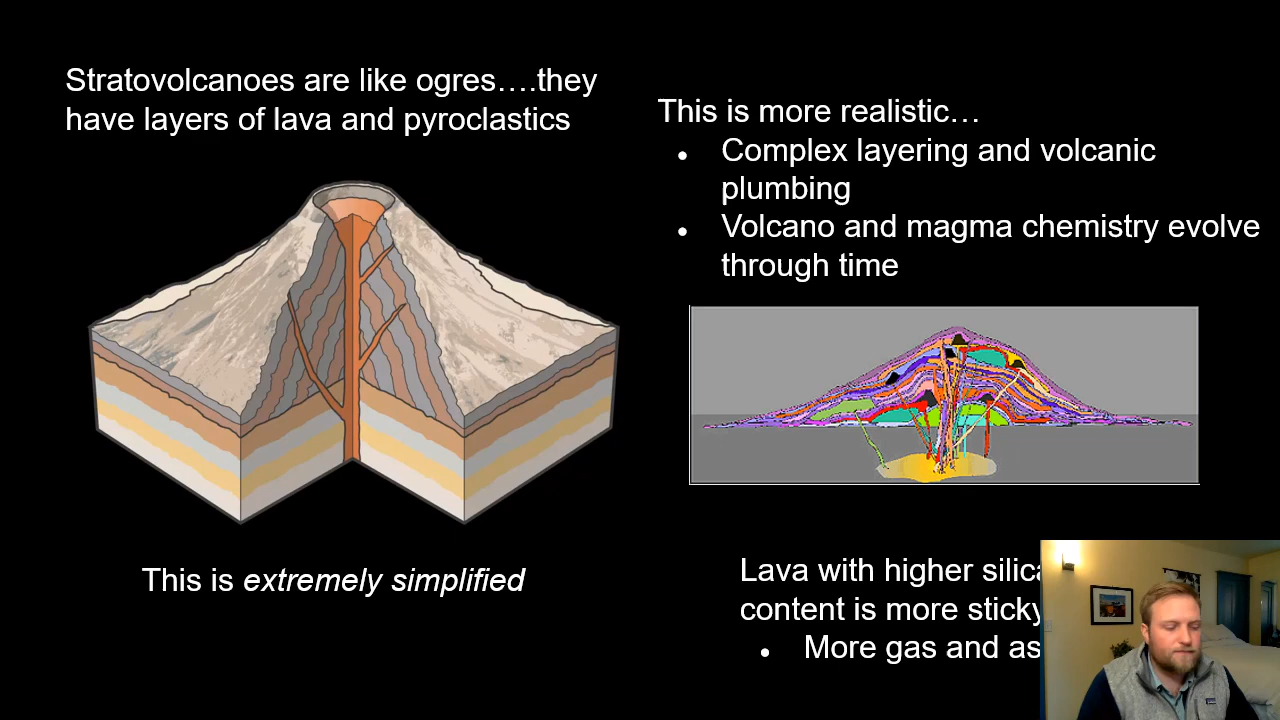 Stratovolcanoes are like ogres….they
have layers of lava and pyroclastics
This is extremely simplified
This is more realistic…
● Complex layering and volcanic
plumbing
● Volcano and magma chemistry evolve
through time
Lava with higher silica
content is more sticky
● More gas and as